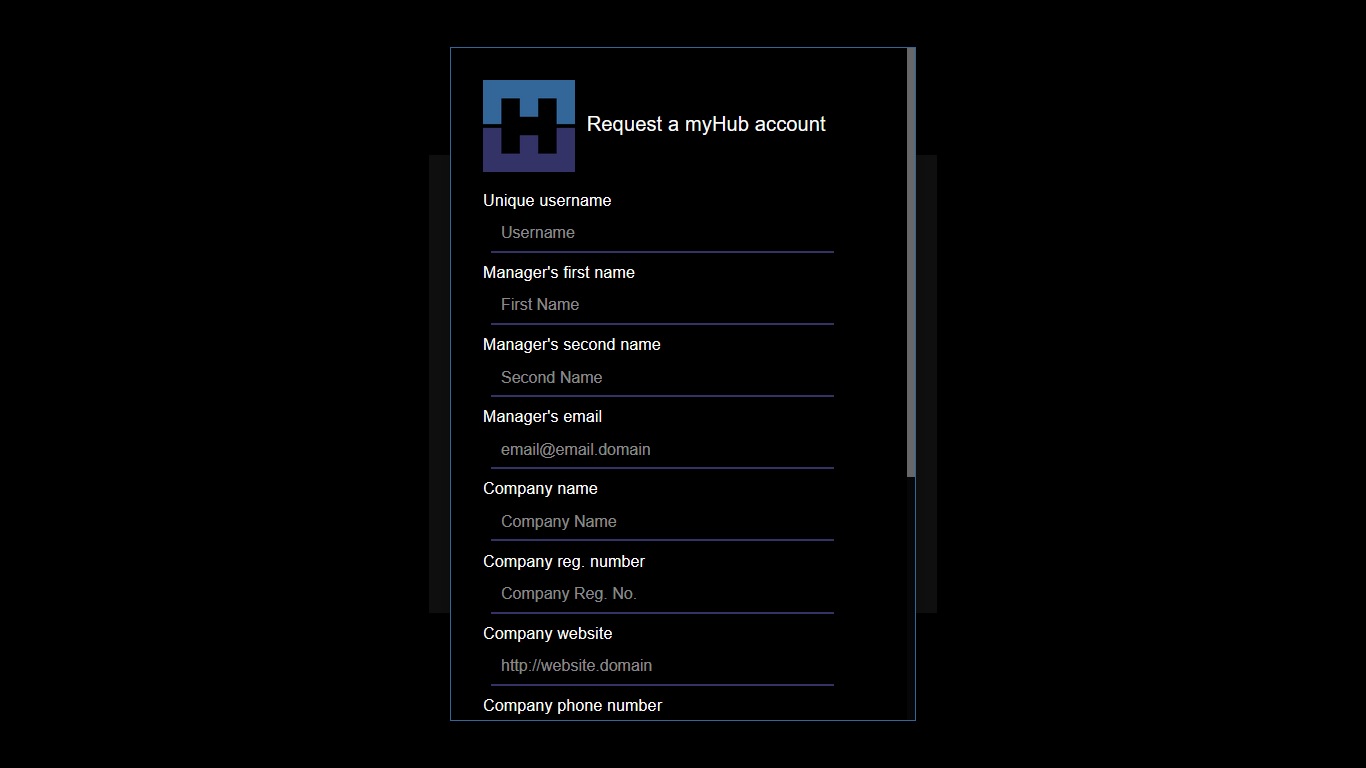 Request a myHub account
Unique username
Username
Manager's first name
First Name
Manager's second name
Second Name
Manager's email
email@email.domain
Company name
Company Name
Company reg. number
Company Reg. No.
Company website
http://website.domain
Company phone number